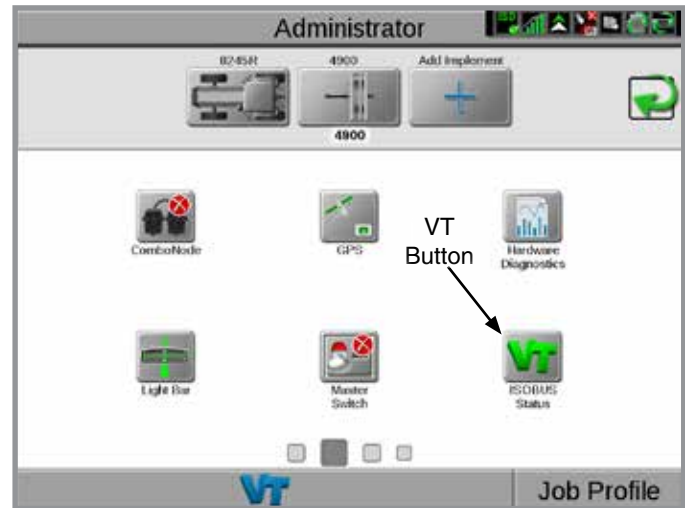 Administrator
8245R 4900 Add Implement
4900
ComboNode
GPS
VT
Button
Hardware
Diagnostics
Light Bar
Master
Switch
VT
ISOBUS
Status
VT
Job Profile